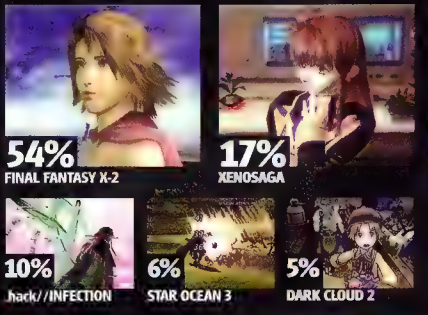 54%
FINAL FANTASY X-2
17%
XENOSAGA
10%
.hack//INFECTION
6%
STAR OCEAN 3
5%
DARK CLOUD 2